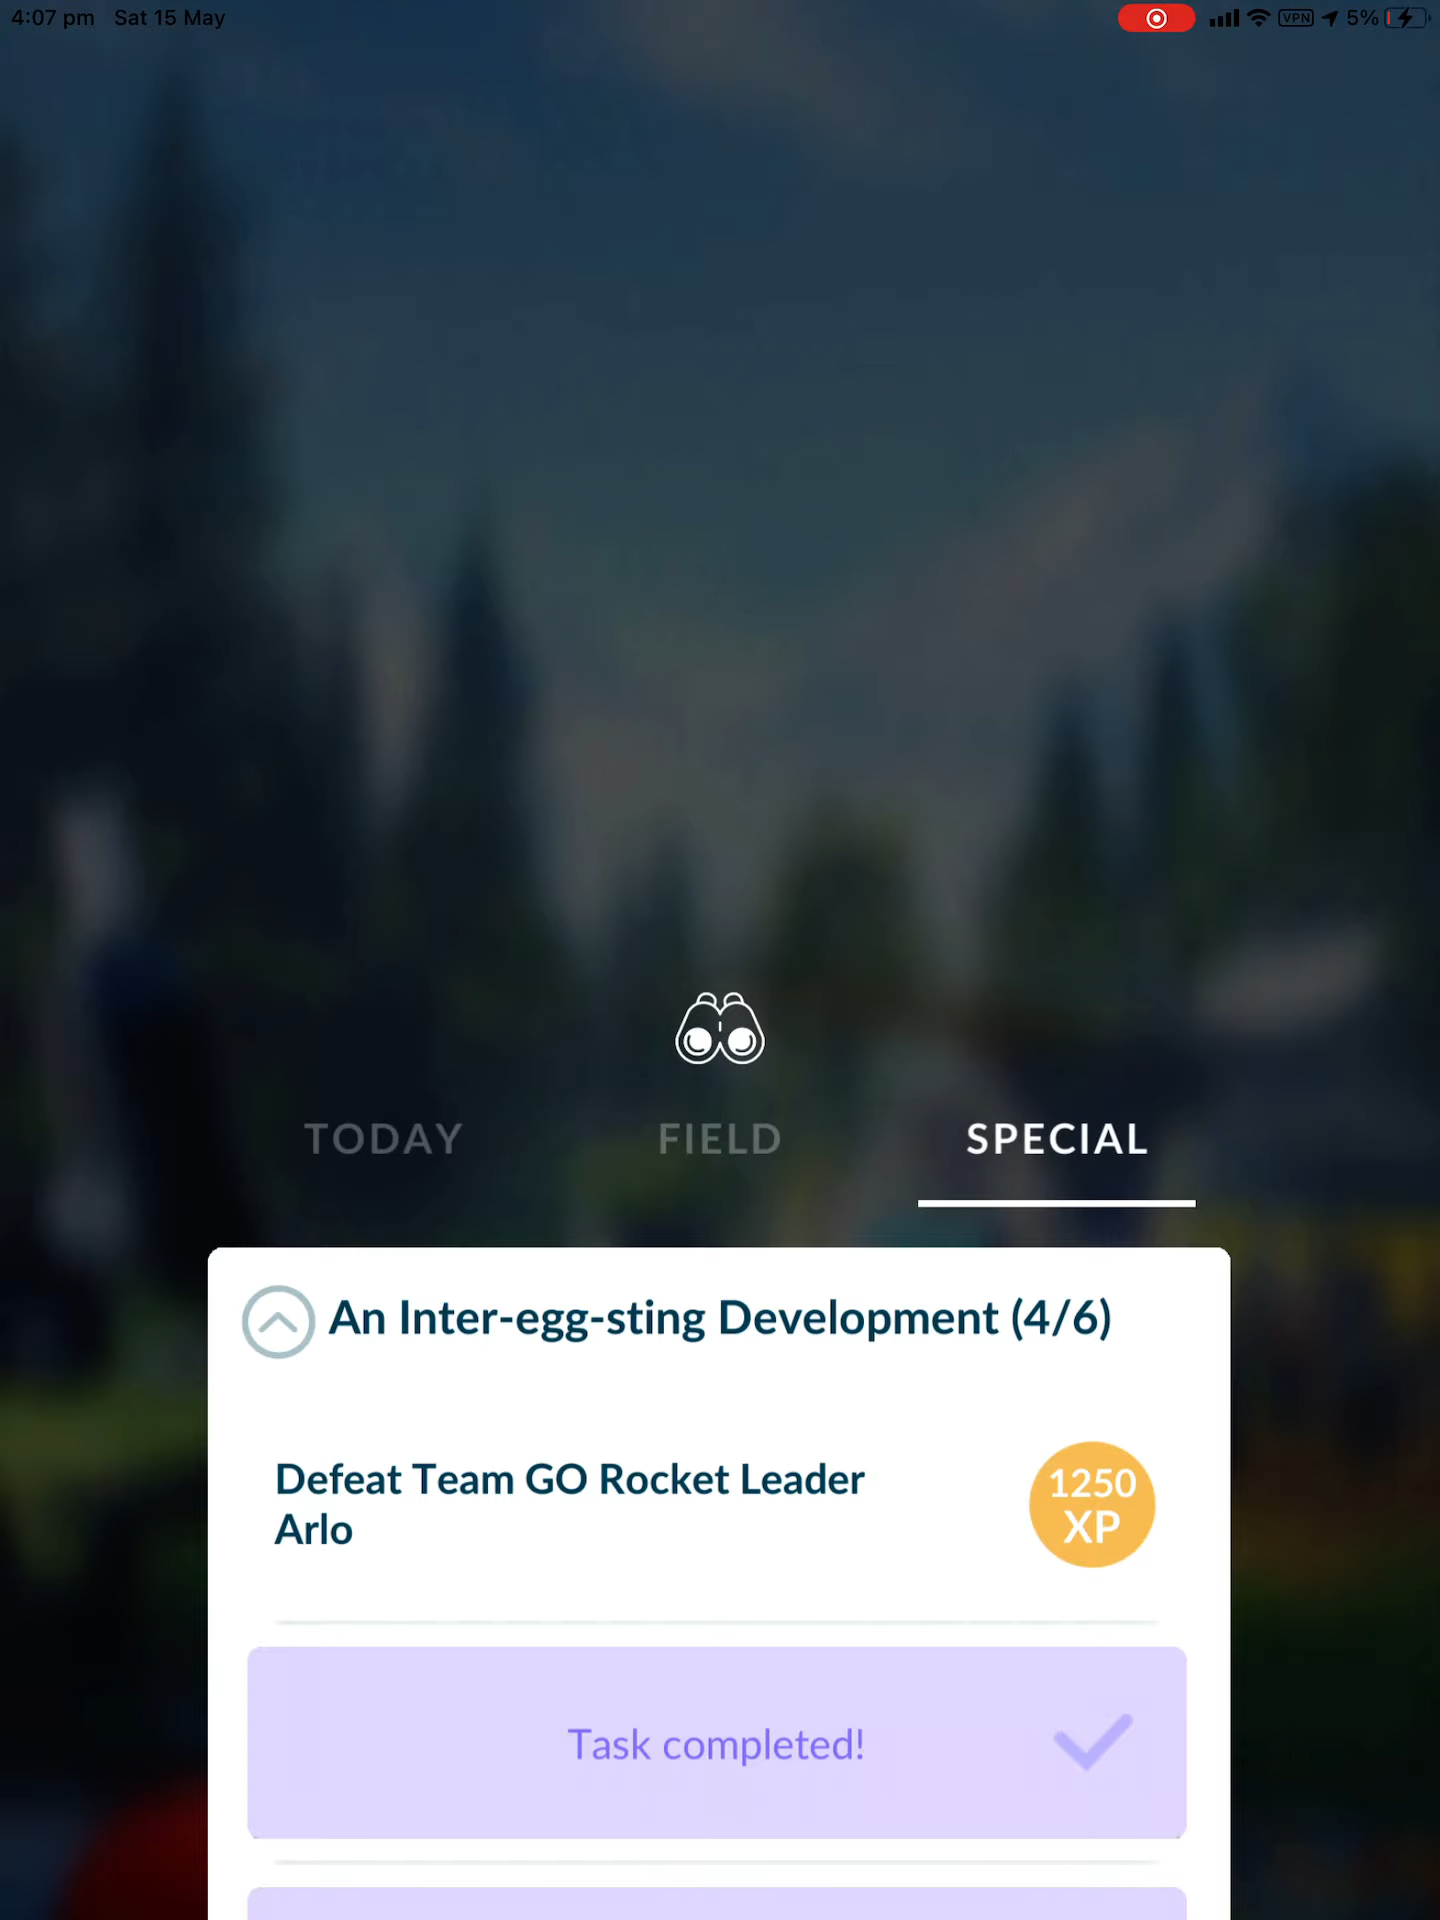 4:07 pm Sat 15 May
VPN 5%
TODAY FIELD SPECIAL
An Inter-egg-sting Development (4/6)
Defeat Team GO Rocket Leader
Arlo
1250
XP
Task completed!